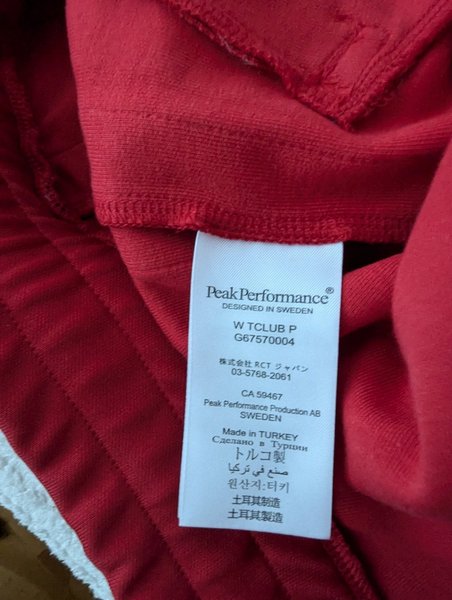 Peak Performance®
DESIGNED IN SWEDEN
W TCLUB P
G67570004
株式会社 RCT ジャパン
03-5768-2061
CA 59467
Peak Performance Production AB
SWEDEN
Made in TURKEY
Сделано в Турции
トルコ製
صنع في تركيا
원산지:터키
土耳其制造
土耳其製造